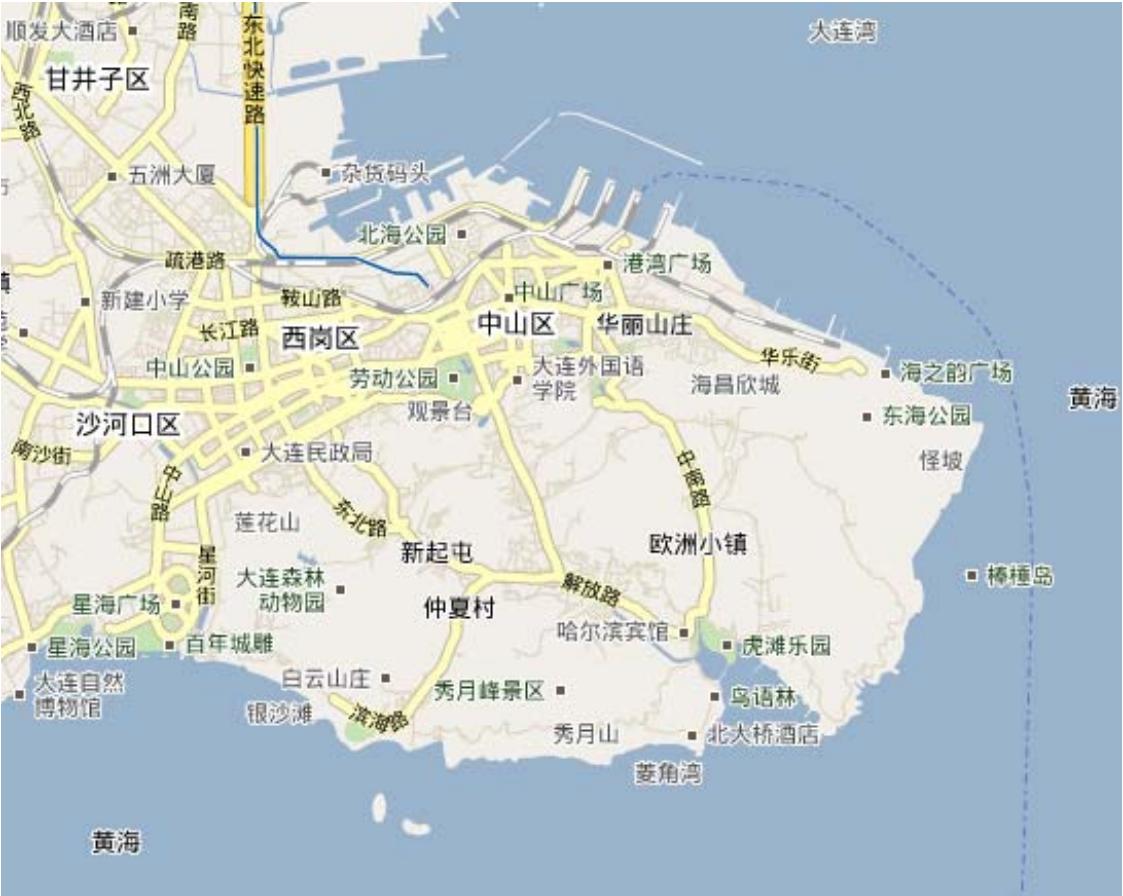 大连湾
南路
顺发大酒店
东北快速路
甘井子区
西北路
五洲大厦
杂货码头
北海公园
疏港路
港湾广场
新建小学
鞍山路
中山广场
长江路
西岗区
中山区
华丽山庄
中山公园
劳动公园
大连外国语
学院
华乐街
海之韵广场
海昌欣城
黄海
观景台
东海公园
沙河口区
南沙街
大连民政局
怪坡
中山路
中南路
莲花山
东北路
新起屯
欧洲小镇
星河街
大连森林
动物园
解放路
棒棰岛
星海广场
仲夏村
哈尔滨宾馆
星海公园
百年城雕
虎滩乐园
大连自然
博物馆
白云山庄
秀月峰景区
鸟语林
银沙滩
滨海路
秀月山
北大桥酒店
菱角湾
黄海